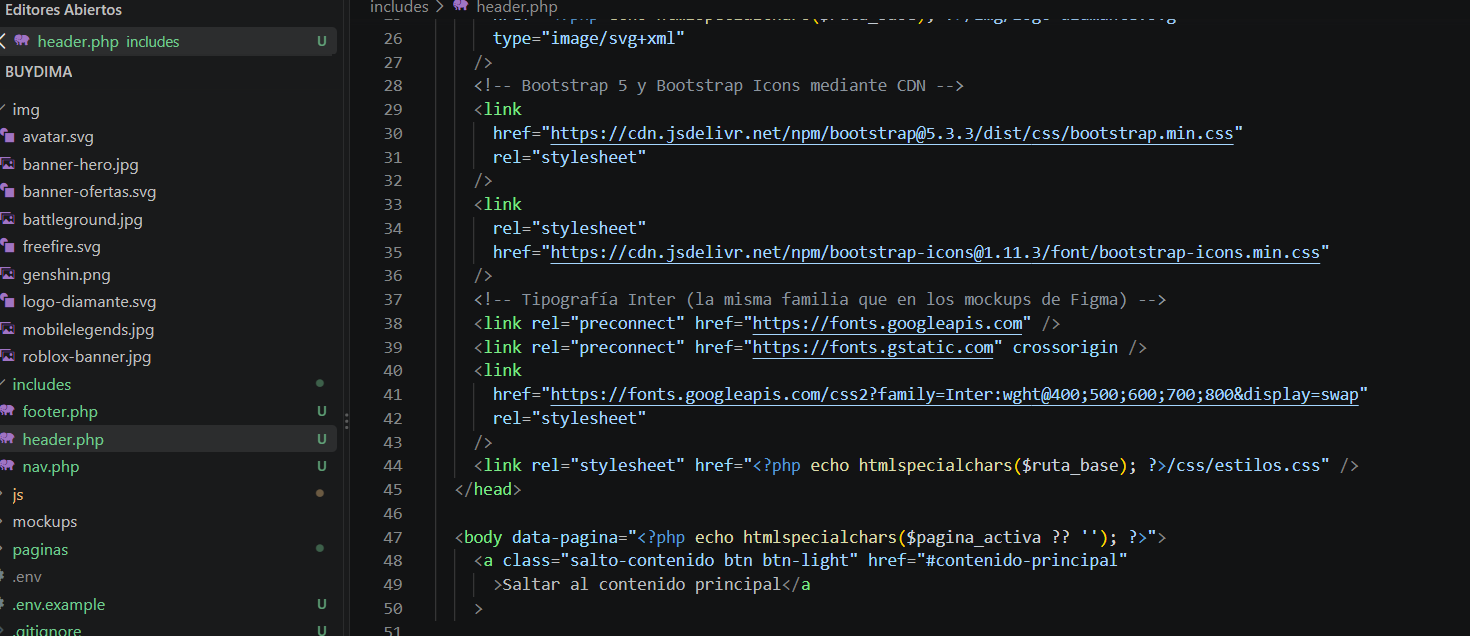 Editores Abiertos
header.php includes U
BUYDIMA
img
avatar.svg
banner-hero.jpg
banner-ofertas.svg
battleground.jpg
freefire.svg
genshin.png
logo-diamante.svg
mobilelegends.jpg
roblox-banner.jpg
includes
footer.php U
header.php U
nav.php U
js
mockups
paginas
.env
.env.example U
.gitignore U
includes > header.php
26 type="image/svg+xml"
27 />
28 <!-- Bootstrap 5 y Bootstrap Icons mediante CDN -->
29 <link
30 href="https://cdn.jsdelivr.net/npm/bootstrap@5.3.3/dist/css/bootstrap.min.css"
31 rel="stylesheet"
32 />
33 <link
34 rel="stylesheet"
35 href="https://cdn.jsdelivr.net/npm/bootstrap-icons@1.11.3/font/bootstrap-icons.min.css"
36 />
37 <!-- Tipografía Inter (la misma familia que en los mockups de Figma) -->
38 <link rel="preconnect" href="https://fonts.googleapis.com" />
39 <link rel="preconnect" href="https://fonts.gstatic.com" crossorigin />
40 <link
41 href="https://fonts.googleapis.com/css2?family=Inter:wght@400;500;600;700;800&display=swap"
42 rel="stylesheet"
43 />
44 <link rel="stylesheet" href="<?php echo htmlspecialchars($ruta_base); ?>/css/estilos.css" />
45 </head>
46
47 <body data-pagina="<?php echo htmlspecialchars($pagina_activa ?? ''); ?>">
48 <a class="salto-contenido btn btn-light" href="#contenido-principal"
49 >Saltar al contenido principal</a
50 >
51